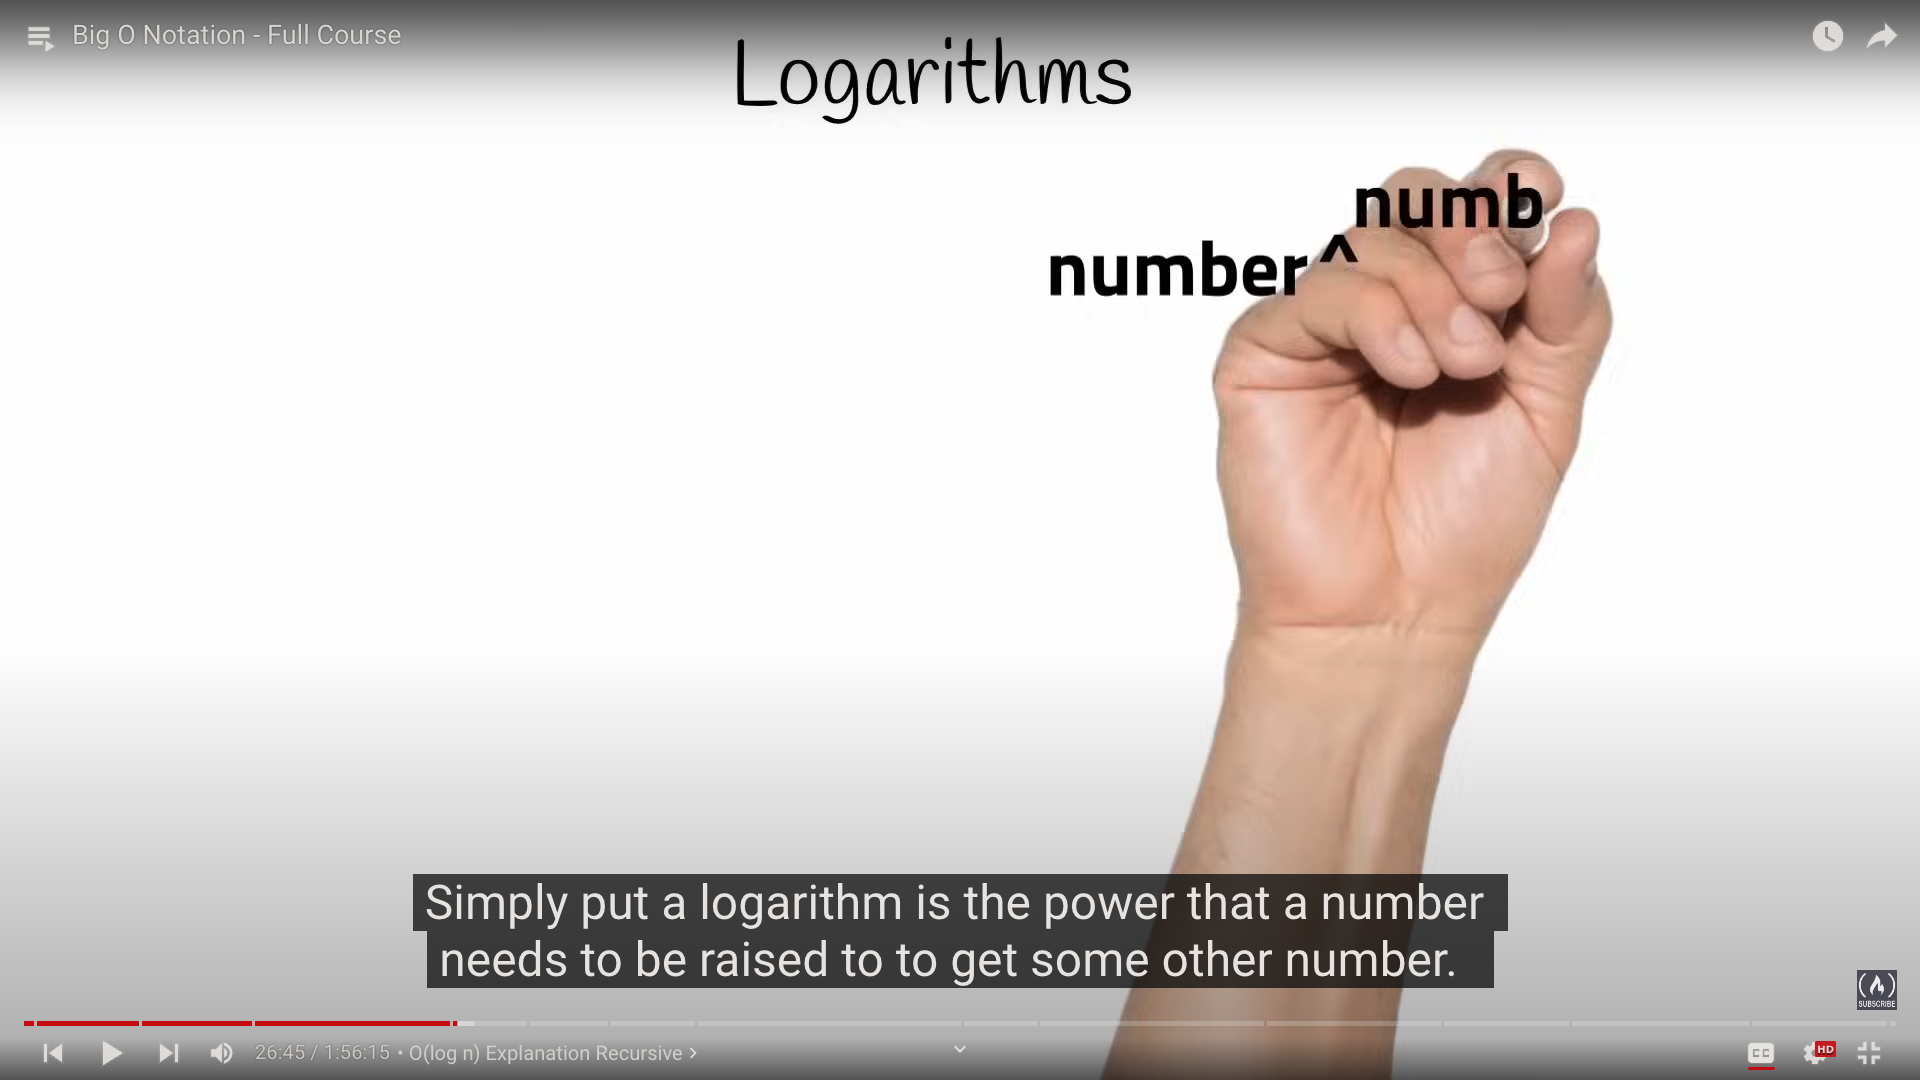 Big O Notation - Full Course
Logarithms
numb
number^
Simply put a logarithm is the power that a number
needs to be raised to to get some other number.
SUBSCRIBE
26:45 / 1:56:15 • O(log n) Explanation Recursive >
CC
HD